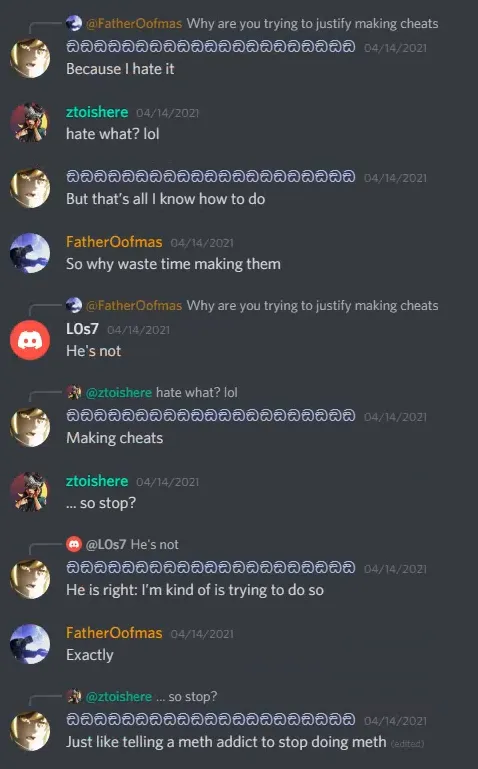 @FatherOofmas Why are you trying to justify making cheats
ඞඞඞඞඞඞඞඞඞඞඞඞඞඞඞඞඞඞඞඞඞ 04/14/2021
Because I hate it
ztoishere 04/14/2021
hate what? lol
ඞඞඞඞඞඞඞඞඞඞඞඞඞඞඞඞඞඞඞඞඞ 04/14/2021
But that's all I know how to do
FatherOofmas 04/14/2021
So why waste time making them
@FatherOofmas Why are you trying to justify making cheats
L0s7 04/14/2021
He's not
@ztoishere hate what? lol
ඞඞඞඞඞඞඞඞඞඞඞඞඞඞඞඞඞඞඞඞඞ 04/14/2021
Making cheats
ztoishere 04/14/2021
... so stop?
@L0s7 He's not
ඞඞඞඞඞඞඞඞඞඞඞඞඞඞඞඞඞඞඞඞඞ 04/14/2021
He is right: I'm kind of is trying to do so
FatherOofmas 04/14/2021
Exactly
@ztoishere ... so stop?
ඞඞඞඞඞඞඞඞඞඞඞඞඞඞඞඞඞඞඞඞඞ 04/14/2021
Just like telling a meth addict to stop doing meth (edited)